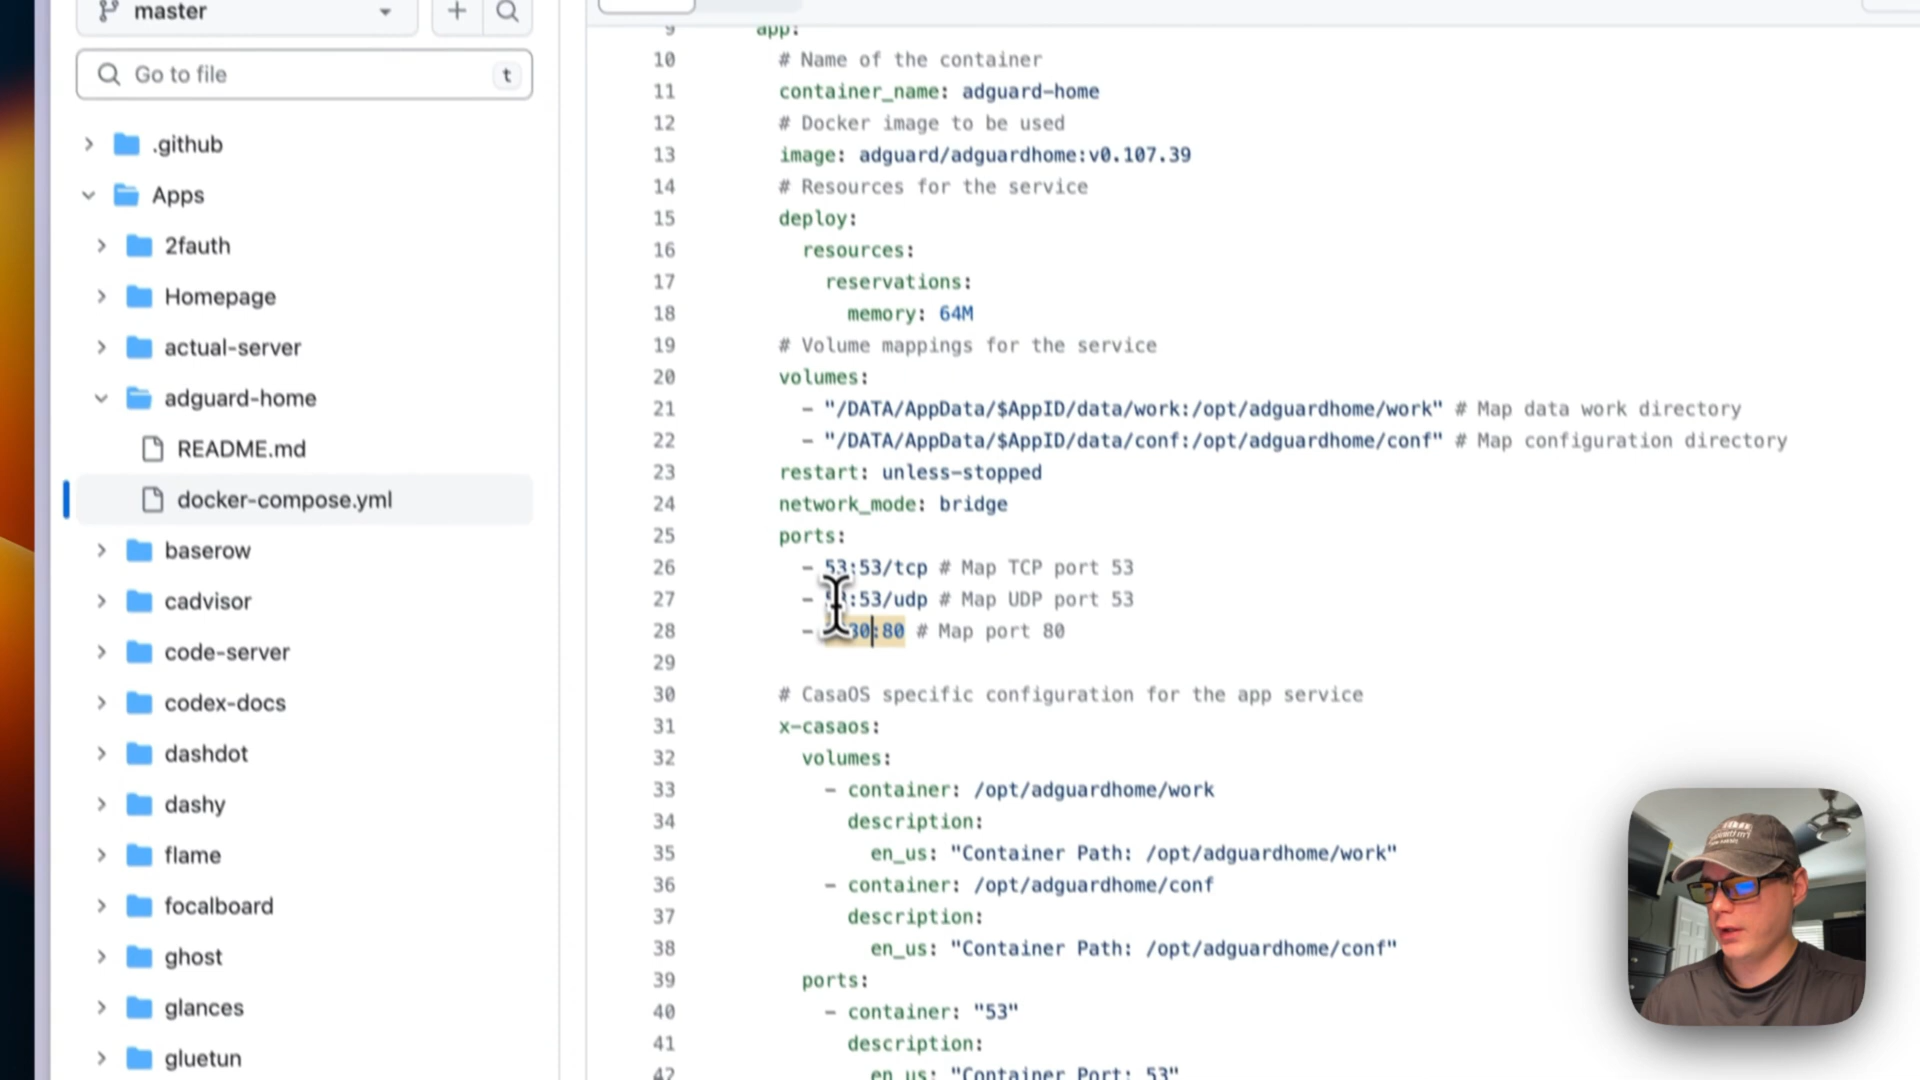 master
Go to file
t
.github
Apps
2fauth
Homepage
actual-server
adguard-home
README.md
docker-compose.yml
baserow
cadvisor
code-server
codex-docs
dashdot
dashy
flame
focalboard
ghost
glances
gluetun
9 app:
10 # Name of the container
11 container_name: adguard-home
12 # Docker image to be used
13 image: adguard/adguardhome:v0.107.39
14 # Resources for the service
15 deploy:
16 resources:
17 reservations:
18 memory: 64M
19 # Volume mappings for the service
20 volumes:
21 - "/DATA/AppData/$AppID/data/work:/opt/adguardhome/work" # Map data work directory
22 - "/DATA/AppData/$AppID/data/conf:/opt/adguardhome/conf" # Map configuration directory
23 restart: unless-stopped
24 network_mode: bridge
25 ports:
26 - 53:53/tcp # Map TCP port 53
27 - :53/udp # Map UDP port 53
28 - 30:80 # Map port 80
29
30 # CasaOS specific configuration for the app service
31 x-casaos:
32 volumes:
33 - container: /opt/adguardhome/work
34 description:
35 en_us: "Container Path: /opt/adguardhome/work"
36 - container: /opt/adguardhome/conf
37 description:
38 en_us: "Container Path: /opt/adguardhome/conf"
39 ports:
40 - container: "53"
41 description:
42 en_us: "Container Port: 53"